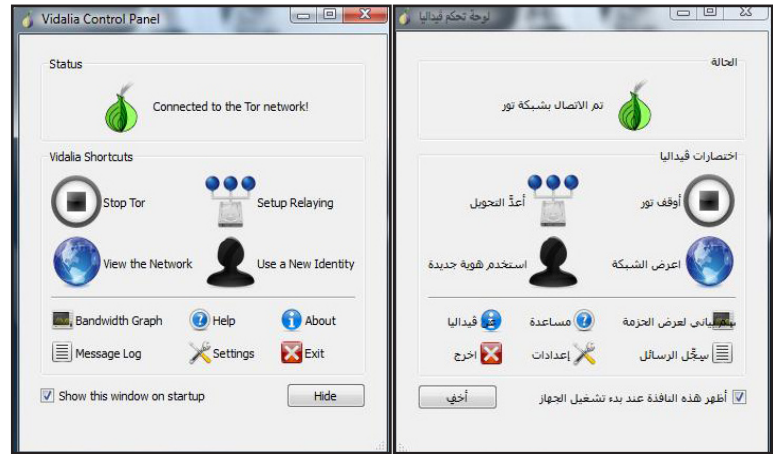 Vidalia Control Panel
Status
Connected to the Tor network!
Vidalia Shortcuts
Stop Tor
Setup Relaying
View the Network
Use a New Identity
Bandwidth Graph
Help
About
Message Log
Settings
Exit
Show this window on startup
Hide
لوحة تحكم ڤيداليا
الحالة
تم الاتصال بشبكة تور
اختصارات ڤيداليا
أوقف تور
أعدَّ التحويل
اعرض الشبكة
استخدم هوية جديدة
بياني لعرض الحزمة
مساعدة
ڤيداليا
سِجِّل الرسائل
إعدادات
اخرج
أظهر هذه النافذة عند بدء تشغيل الجهاز
أخفِ